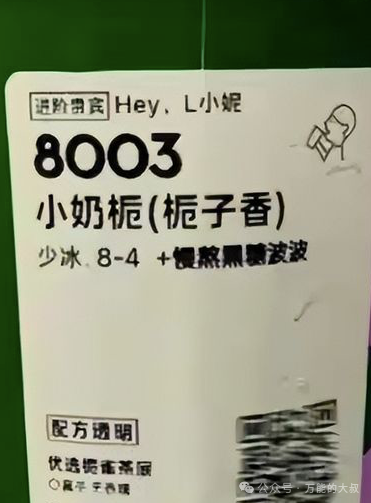 进阶贵宾 Hey, L小妮
8003
小奶栀(栀子香)
少冰 8-4 +慢熬黑糖波波
配方透明
优选栀雀茶底
公众号·万能的大叔